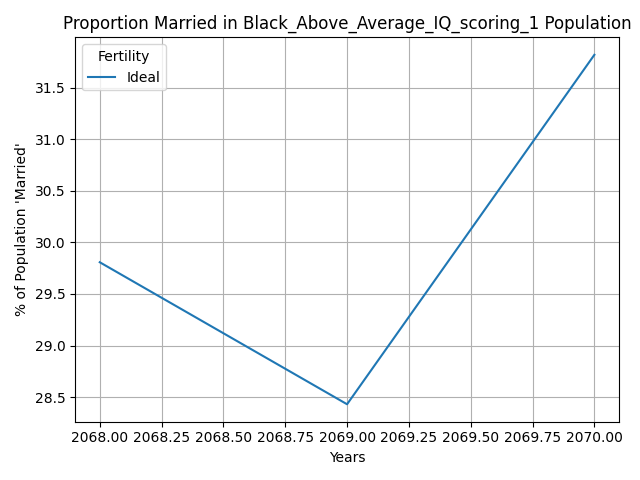 Proportion Married in Black_Above_Average_IQ_scoring_1 Population
Fertility
Ideal
31.5
31.0
30.5
30.0
29.5
29.0
28.5
% of Population 'Married'
2068.00 2068.25 2068.50 2068.75 2069.00 2069.25 2069.50 2069.75 2070.00
Years